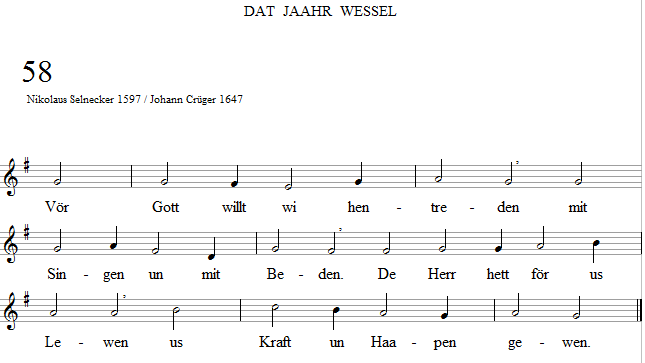 DAT JAAHR WESSEL
58
Nikolaus Selnecker 1597 / Johann Crüger 1647
Vör Gott willt wi hen - tre - den mit
Sin - gen un mit Be - den. De Herr hett för us
Le - wen us Kraft un Haa - pen ge - wen.